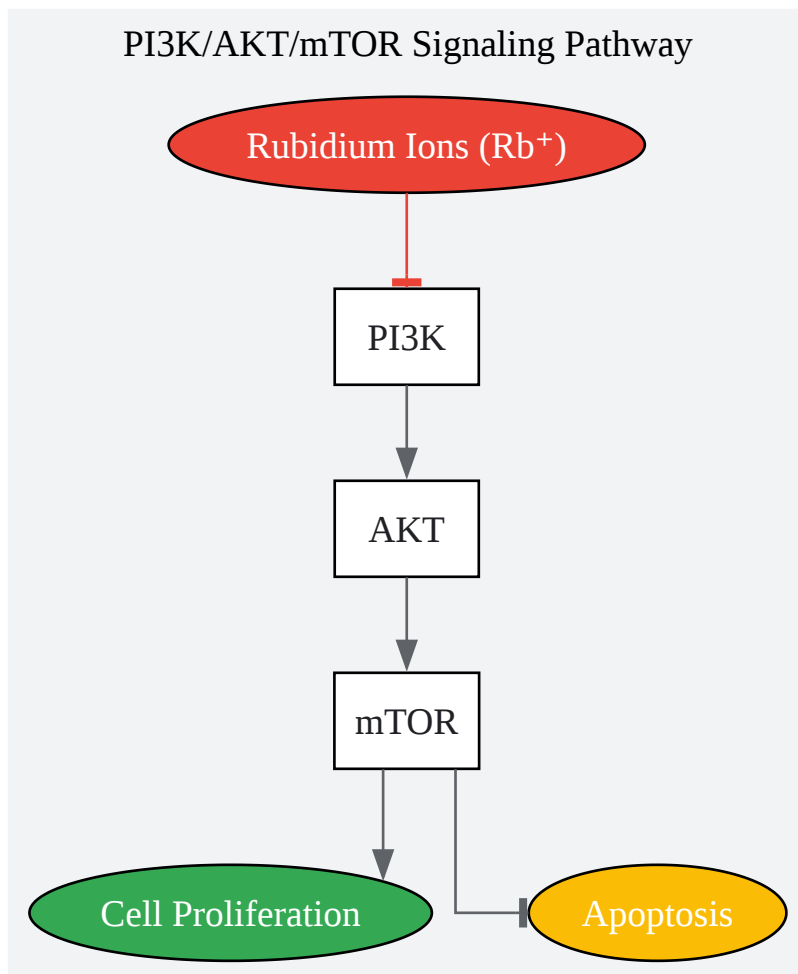 PI3K/AKT/mTOR Signaling Pathway
Rubidium Ions (Rb⁺)
PI3K
AKT
mTOR
Cell Proliferation
Apoptosis